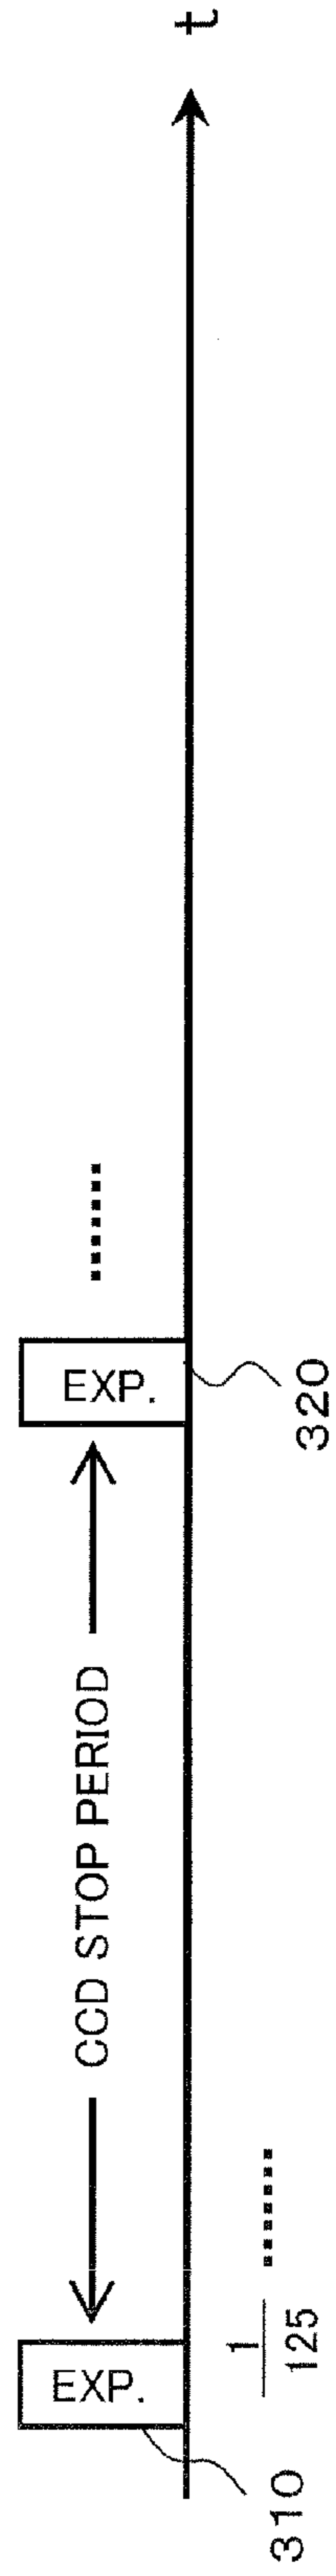 EXP.
← CCD STOP PERIOD →
EXP.
.......
t
310
1
125
.......
320